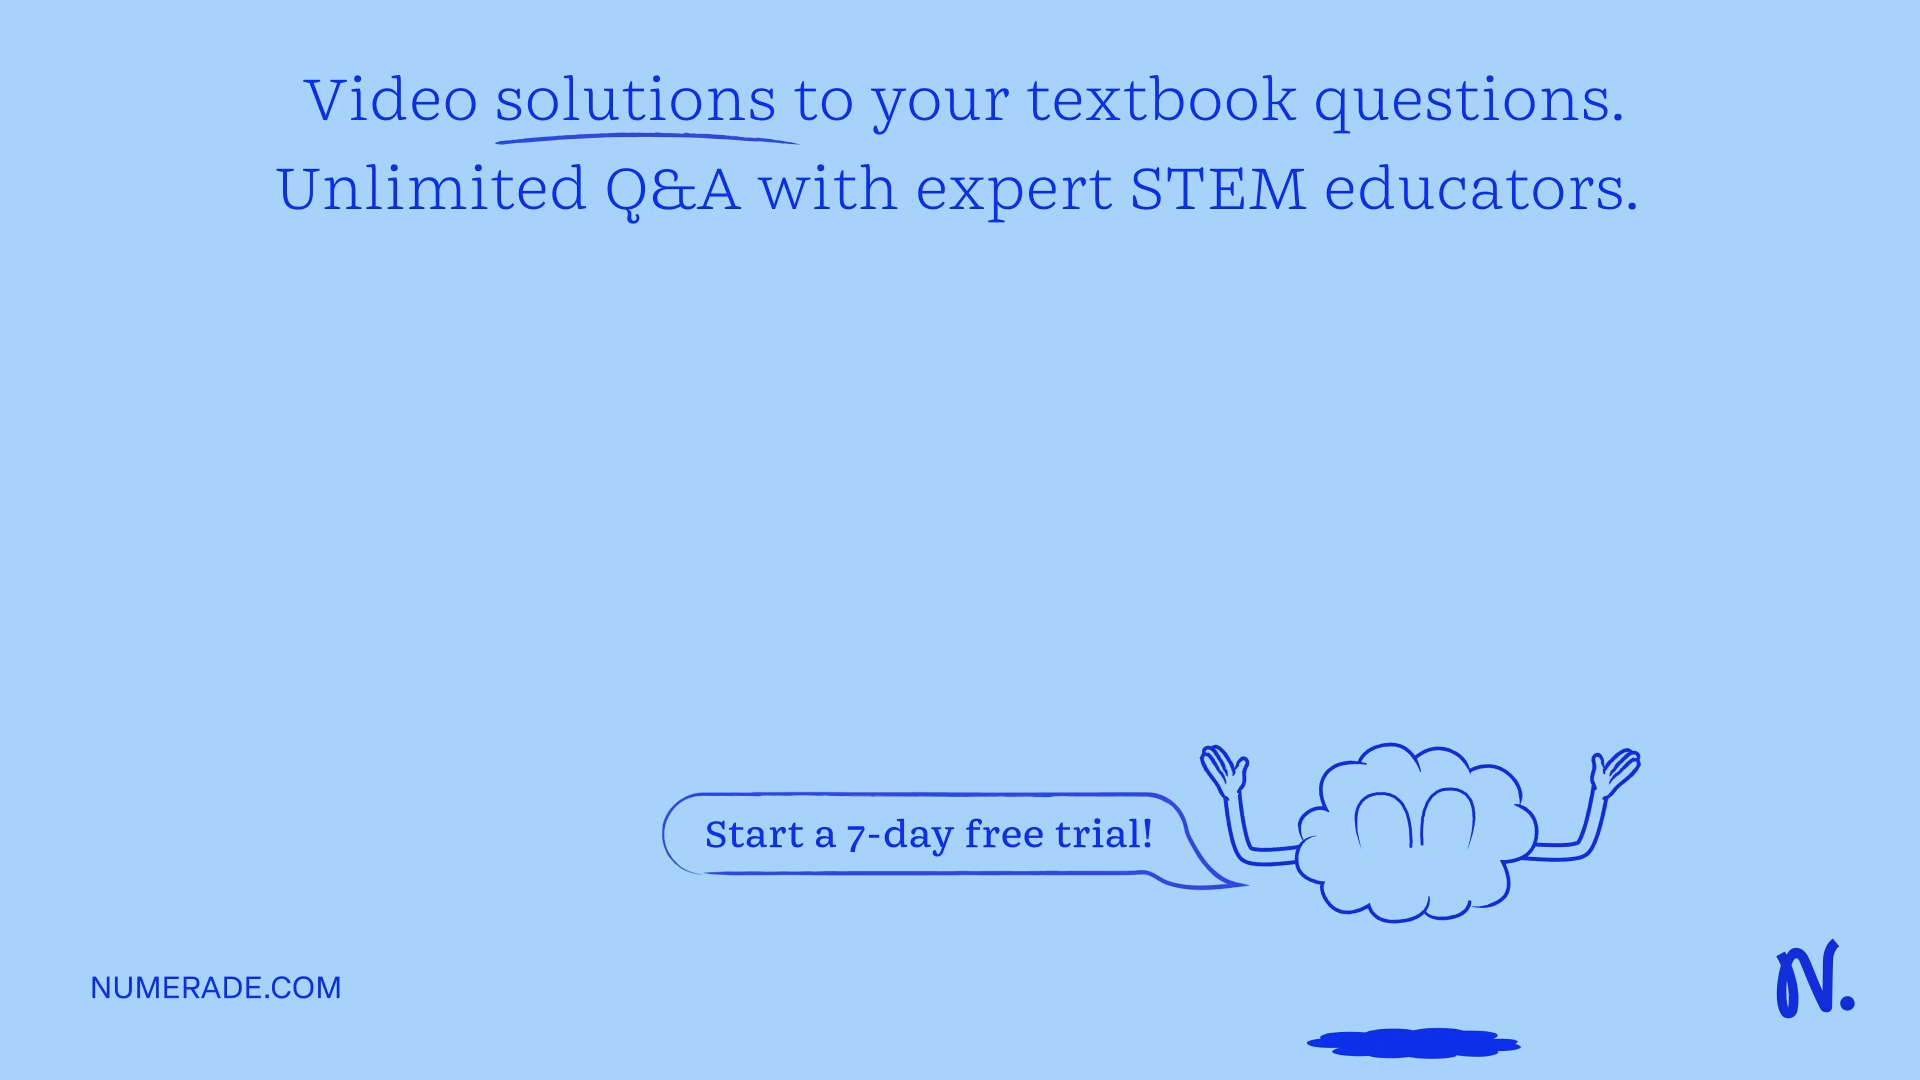 Video solutions to your textbook questions.
Unlimited Q&A with expert STEM educators.
Start a 7-day free trial!
NUMERADE.COM
N.